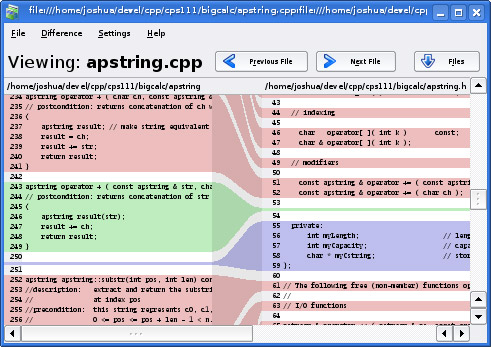 file:///home/joshua/devel/cpp/cps111/bigcalc/apstring.cpp:file:///home/joshua/devel/cp
File Difference Settings Help
Viewing: apstring.cpp Previous File Next File Files
/home/joshua/devel/cpp/cps111/bigcalc/apstring
234 apstring operator + ( char ch, const aps
235 // postcondition: returns concatenation of ch w
236 {
237 apstring result; // make string equivalent
238 result = ch;
239 result += str;
240 return result;
241 }
242
243 apstring operator + ( const apstring & str, cha
244 // postcondition: returns concatenation of str
245 {
246 apstring result(str);
247 result += ch;
248 return result;
249 }
250
251
252 apstring apstring::substr(int pos, int len) con
253 //description: extract and return the substrin
254 // at index pos
255 //precondition: this string represents c0, c1,
256 0 <= pos <= pos + len - 1 < n.
/home/joshua/devel/cpp/cps111/bigcalc/apstring.h
43
44 // indexing
45
46 char operator[ ]( int k ) const;
47 char & operator[ ]( int k );
48
49 // modifiers
50
51 const apstring & operator += ( const apstri
52 const apstring & operator += ( char ch );
53
54
55 private:
56 int myLength; // leng
57 int myCapacity; // capa
58 char * myCstring; // stor
59 };
60
61 // The following free (non-member) functions op
62 //
63 // I/O functions
64